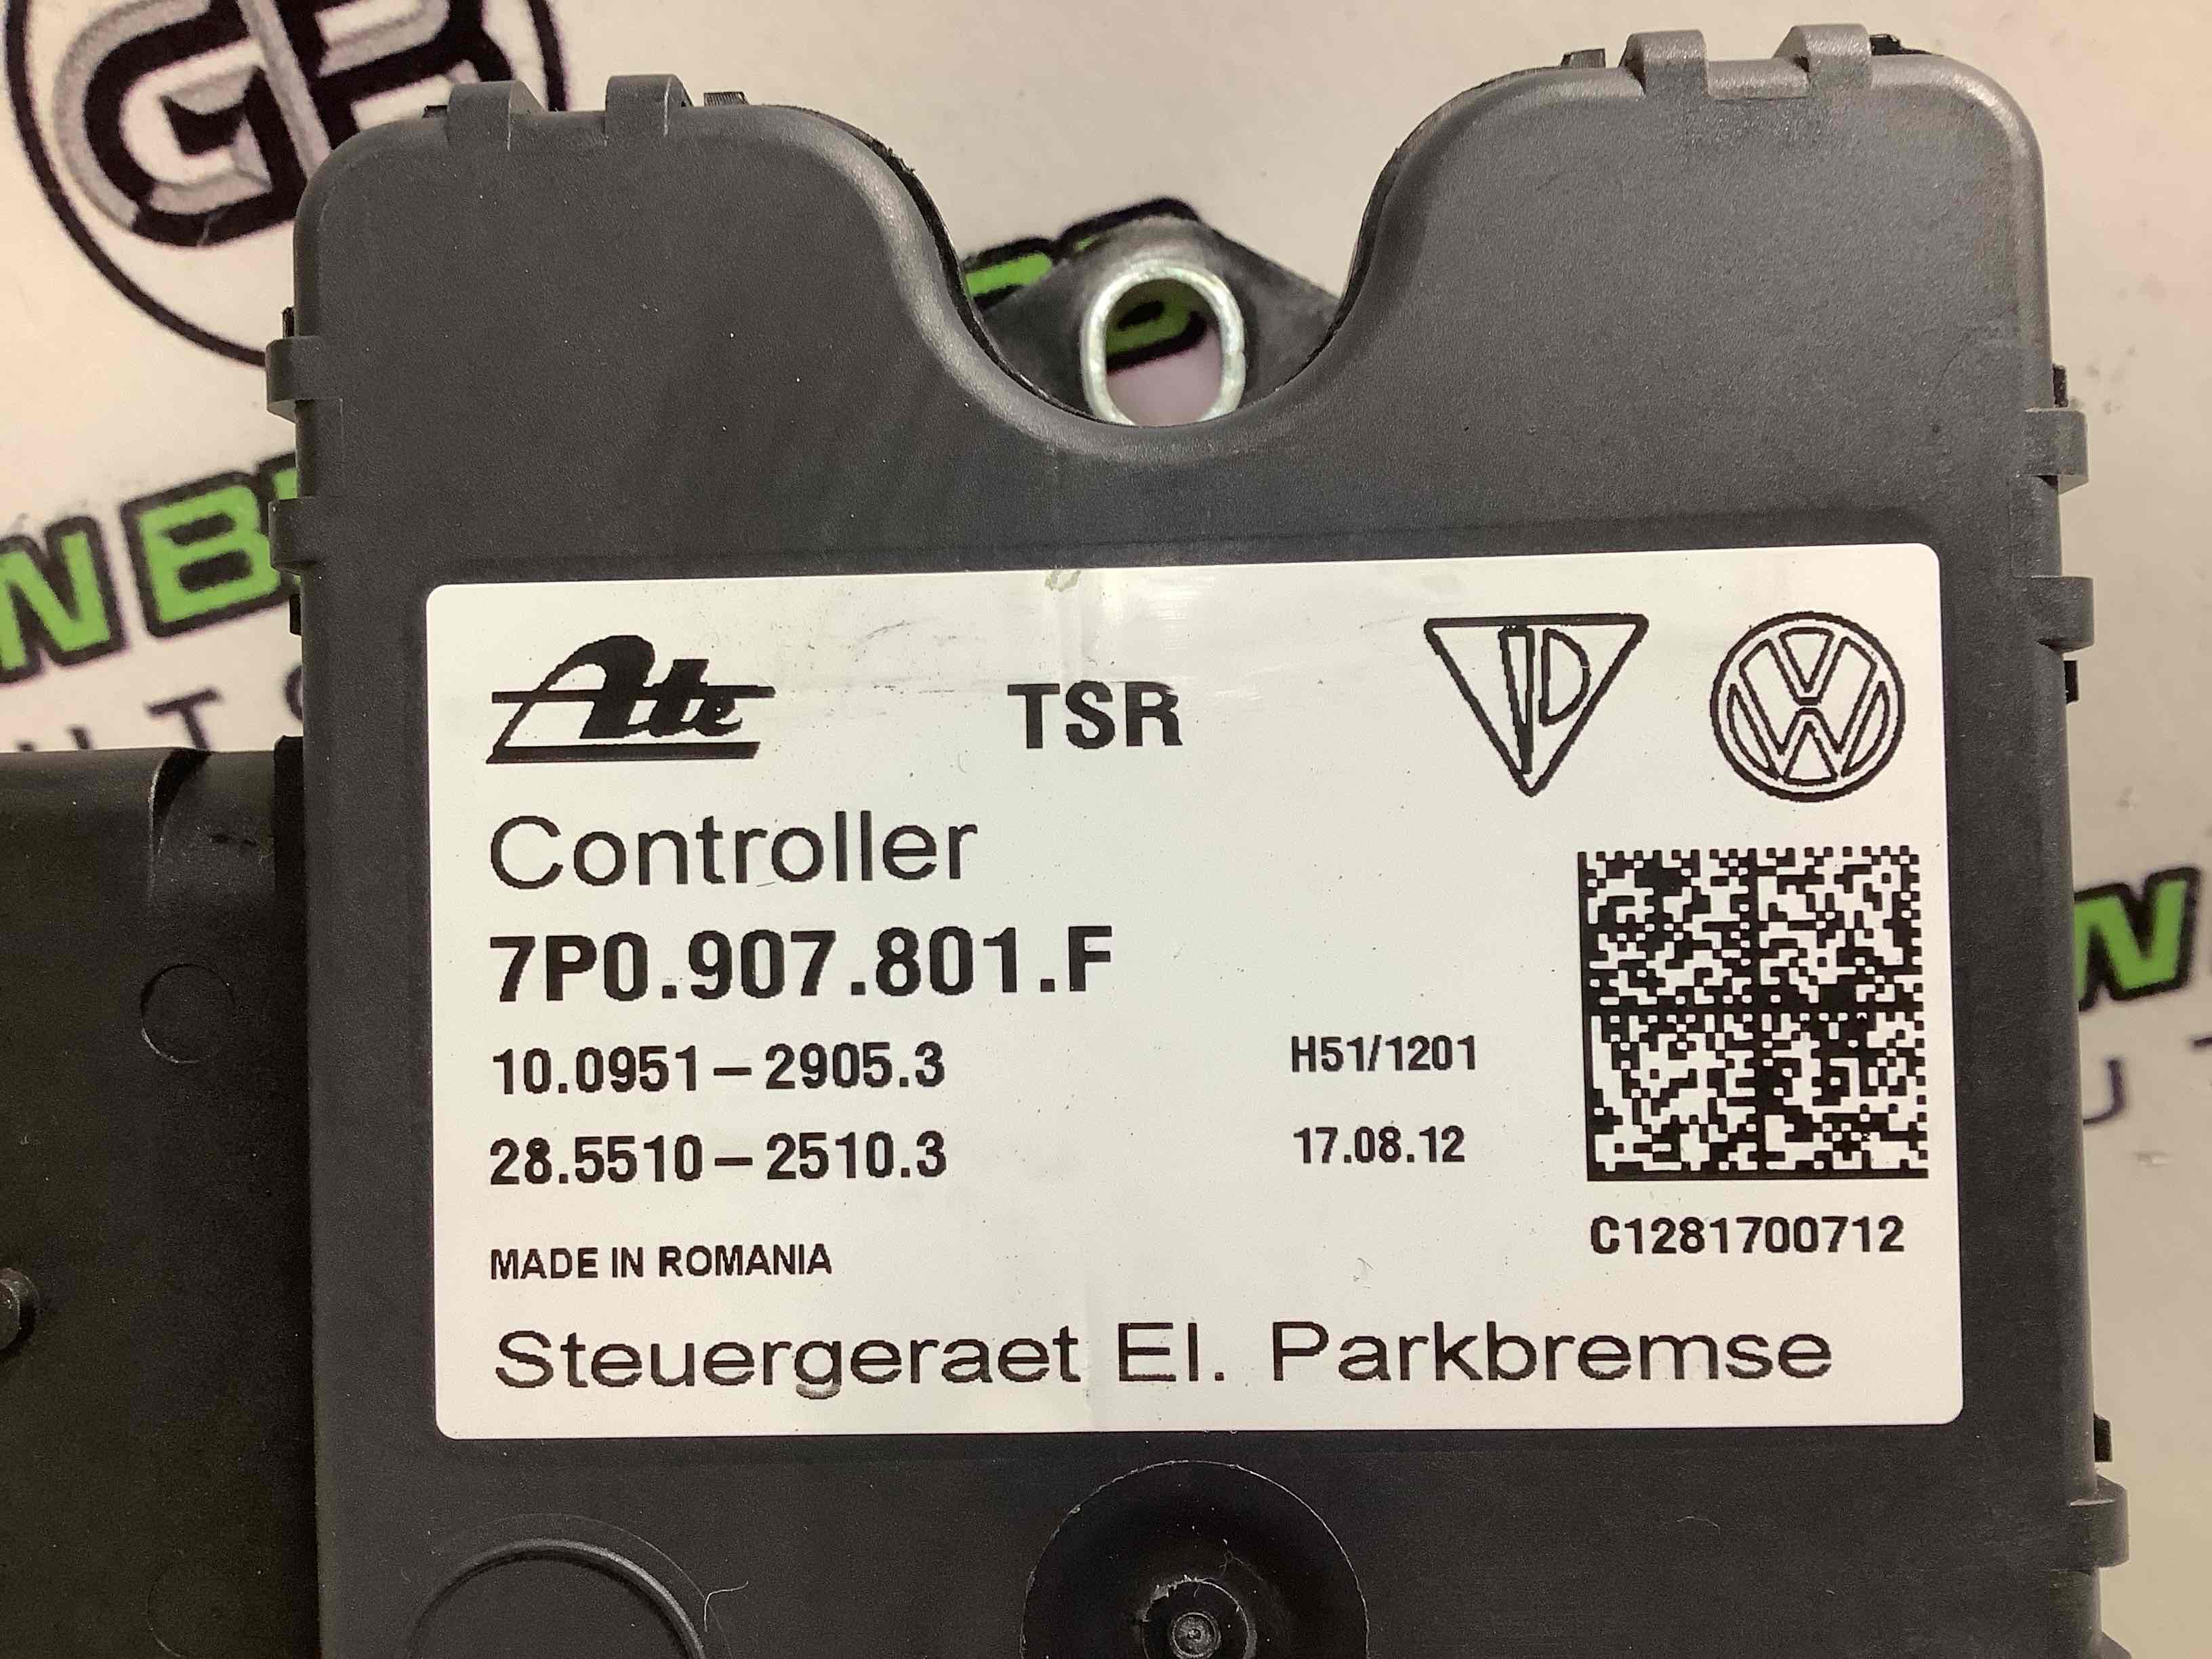 GB
Ate TSR
Controller
7P0.907.801.F
10.0951-2905.3 H51/1201
28.5510-2510.3 17.08.12
C1281700712
MADE IN ROMANIA
Steuergeraet El. Parkbremse